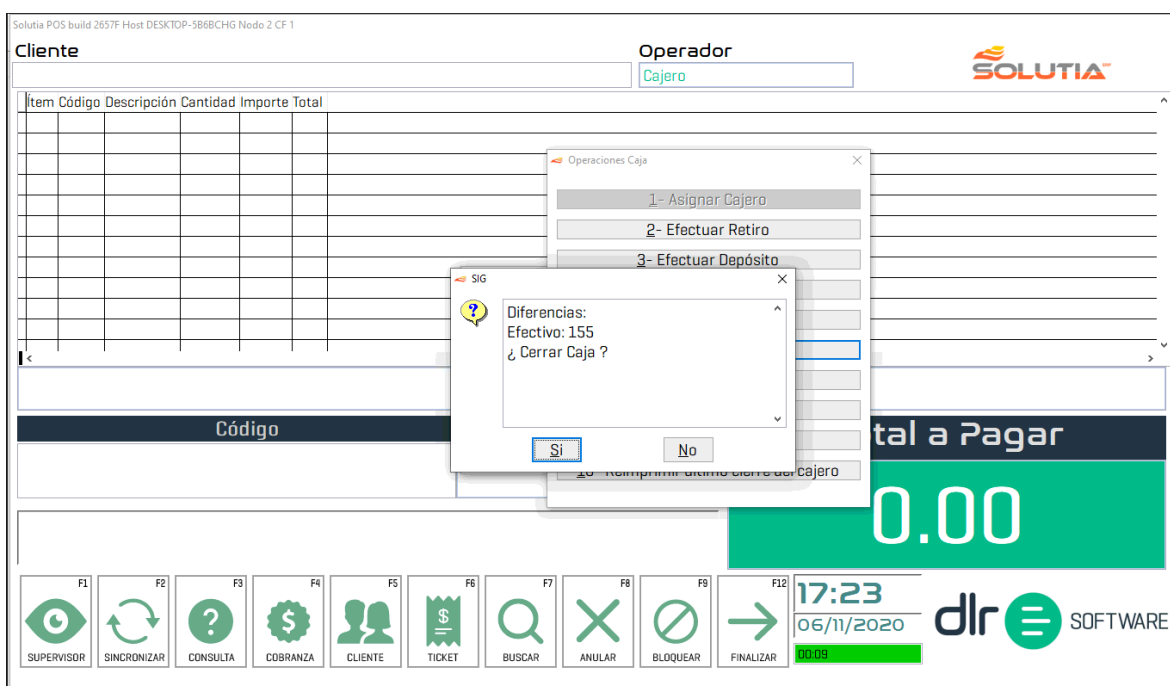 Solutia POS build 2657F Host DESKTOP-5B6BCHG Nodo 2 CF 1
Cliente
Operador
Cajero
SOLUTIA
Ítem Código Descripción Cantidad Importe Total
Operaciones Caja
1- Asignar Cajero
2- Efectuar Retiro
3- Efectuar Depósito
SIG
Diferencias:
Efectivo: 155
¿ Cerrar Caja ?
Si
No
cajero
Código
tal a Pagar
0.00
F1
SUPERVISOR
F2
SINCRONIZAR
F3
CONSULTA
F4
COBRANZA
F5
CLIENTE
F6
TICKET
F7
BUSCAR
F8
ANULAR
F9
BLOQUEAR
F12
FINALIZAR
17:23
06/11/2020
00:09
dlr SOFTWARE